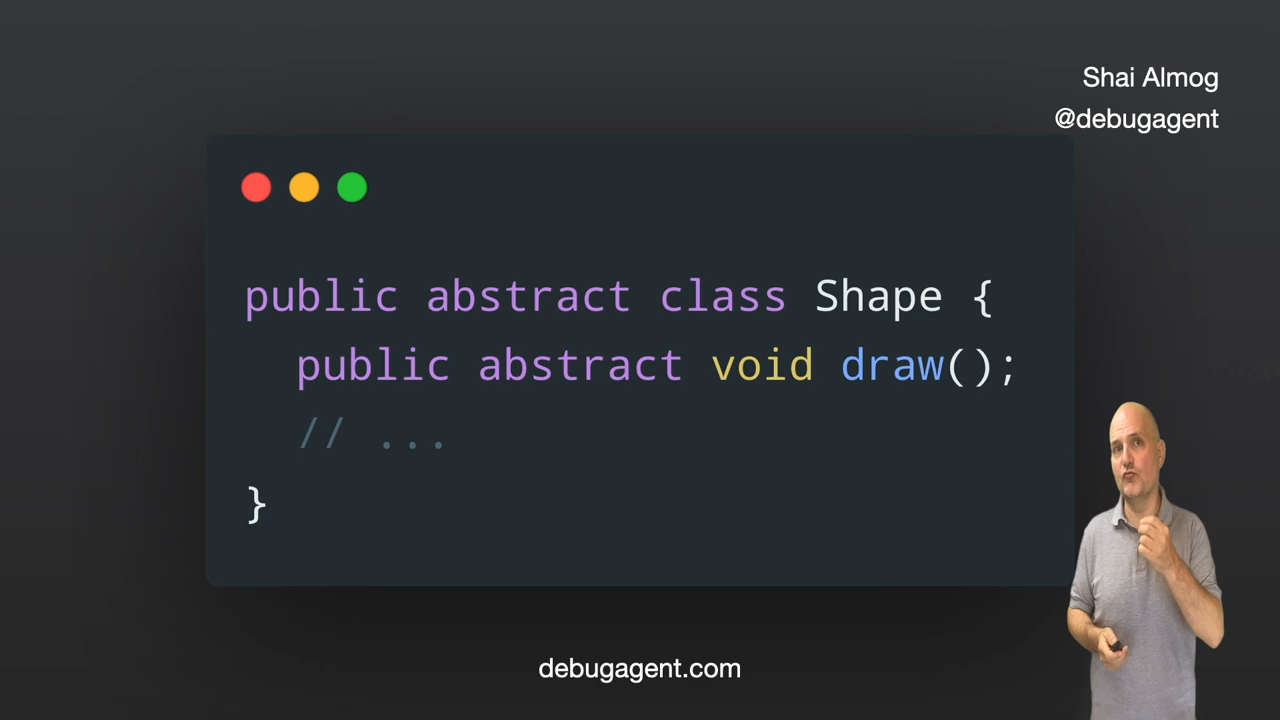 Shai Almog
@debugagent
public abstract class Shape {
public abstract void draw();
// ...
}
debugagent.com